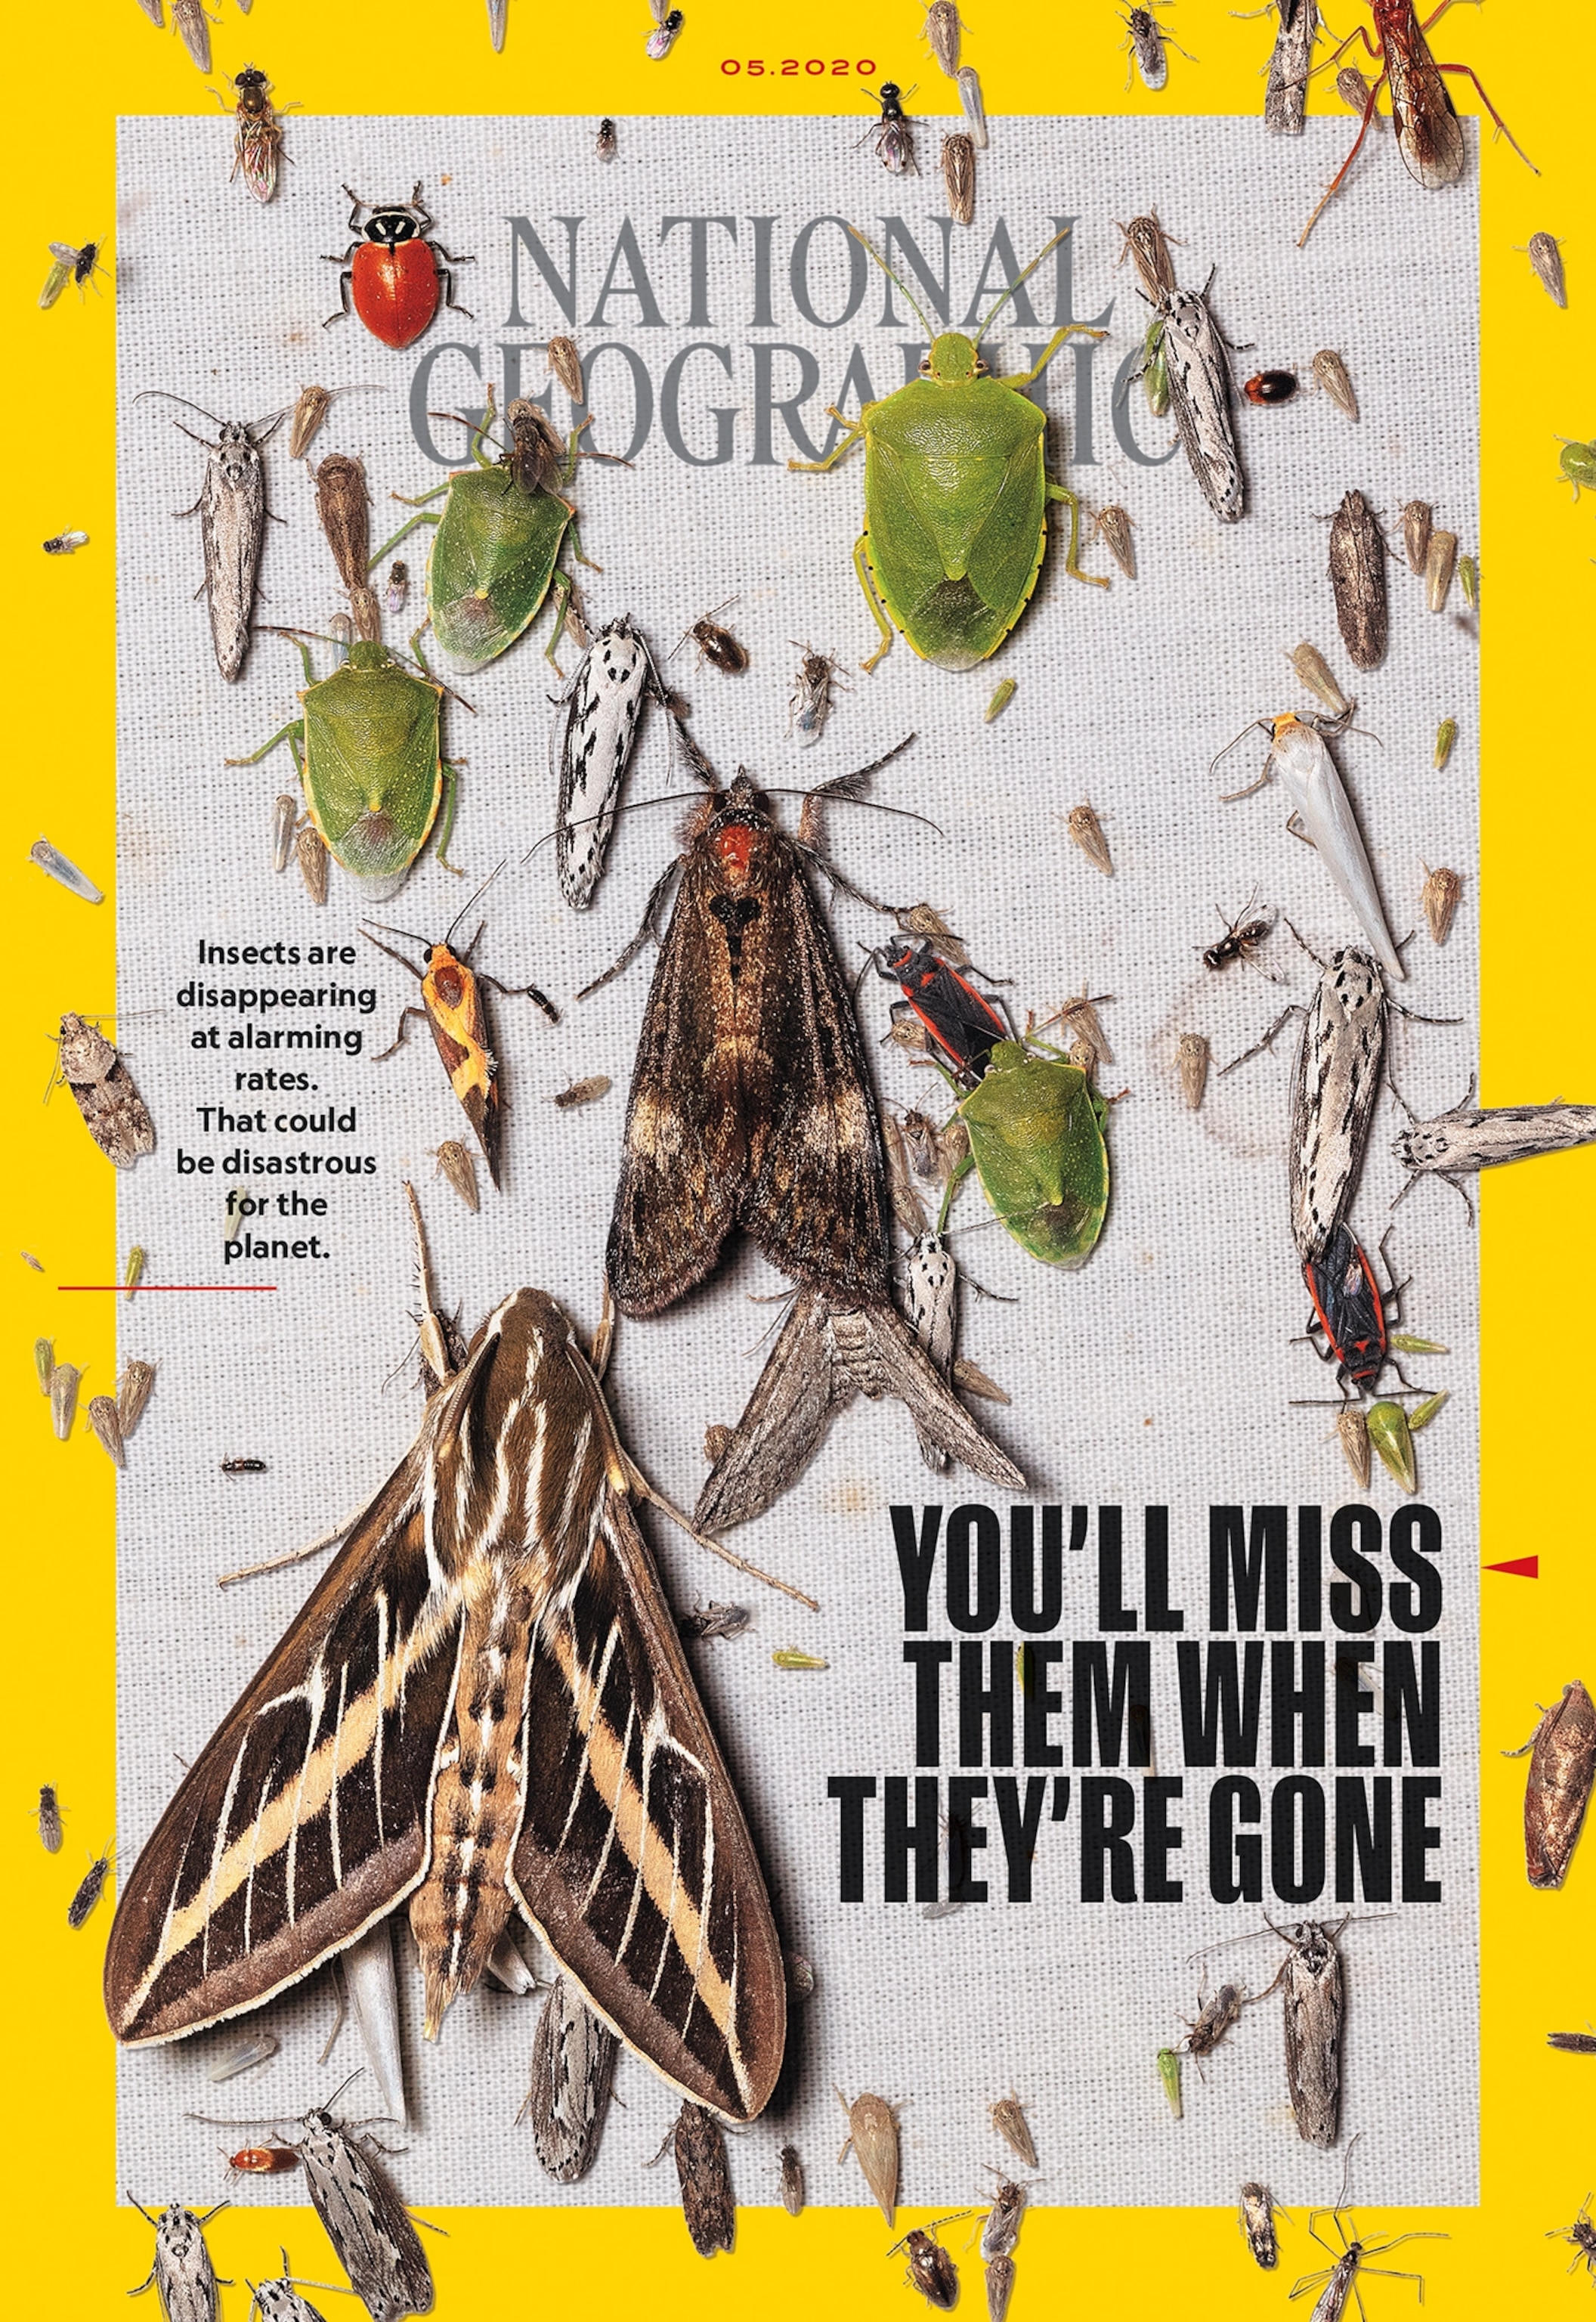 05.2020
NATIONAL
GEOGRAPHIC
Insects are
disappearing
at alarming
rates.
That could
be disastrous
for the
planet.
YOU'LL MISS
THEM WHEN
THEY'RE GONE